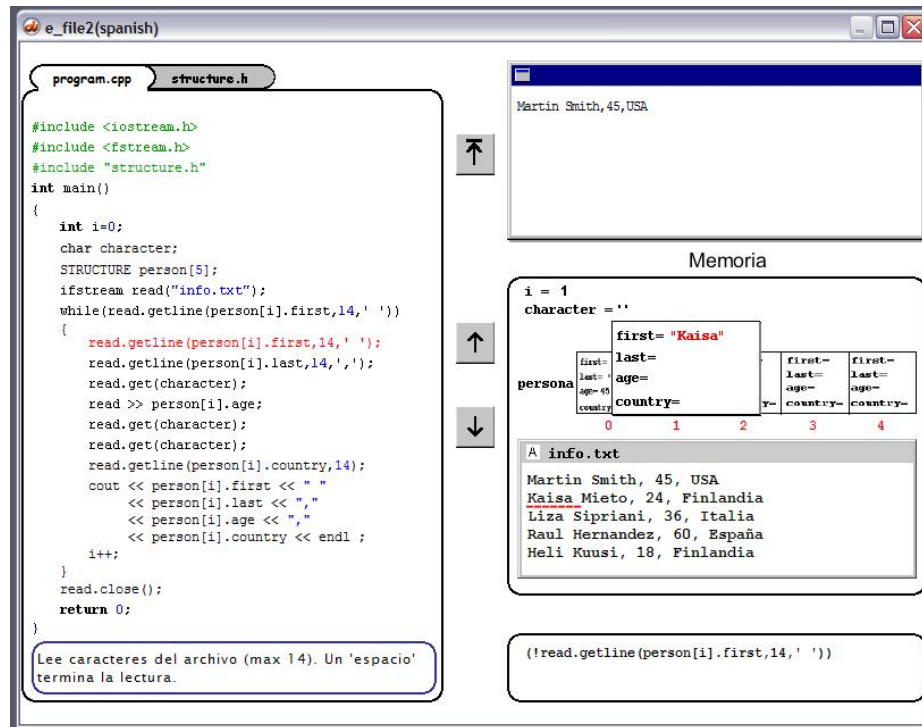 e_file2(spanish)
program.cpp structure.h
#include <iostream.h>
#include <fstream.h>
#include "structure.h"
int main()
{
int i=0;
char character;
STRUCTURE person[5];
ifstream read("info.txt");
while(read.getline(person[i].first,14,' '))
{
read.getline(person[i].first,14,' ');
read.getline(person[i].last,14,',');
read.get(character);
read >> person[i].age;
read.get(character);
read.get(character);
read.getline(person[i].country,14);
cout << person[i].first << " "
<< person[i].last << ","
<< person[i].age << ","
<< person[i].country << endl ;
i++;
}
read.close();
return 0;
}
Lee caracteres del archivo (max 14). Un 'espacio'
termina la lectura.
Martin Smith,45,USA
Memoria
i = 1
character =''
first= "Kaisa"
last=
age=
country=
persona
first=
last= '
age= 45
country
y=
first=
last=
age=
country=
first=
last=
age=
country=
0 1 2 3 4
A info.txt
Martin Smith, 45, USA
Kaisa Mieto, 24, Finlandia
Liza Sipriani, 36, Italia
Raul Hernandez, 60, España
Heli Kuusi, 18, Finlandia
(!read.getline(person[i].first,14,' '))